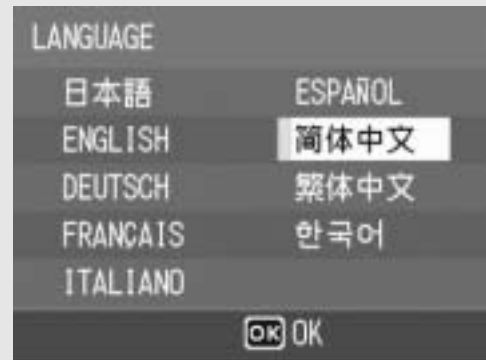 LANGUAGE
日本語 ESPAÑOL
ENGLISH 简体中文
DEUTSCH 繁体中文
FRANCAIS 한국어
ITALIANO
OK OK